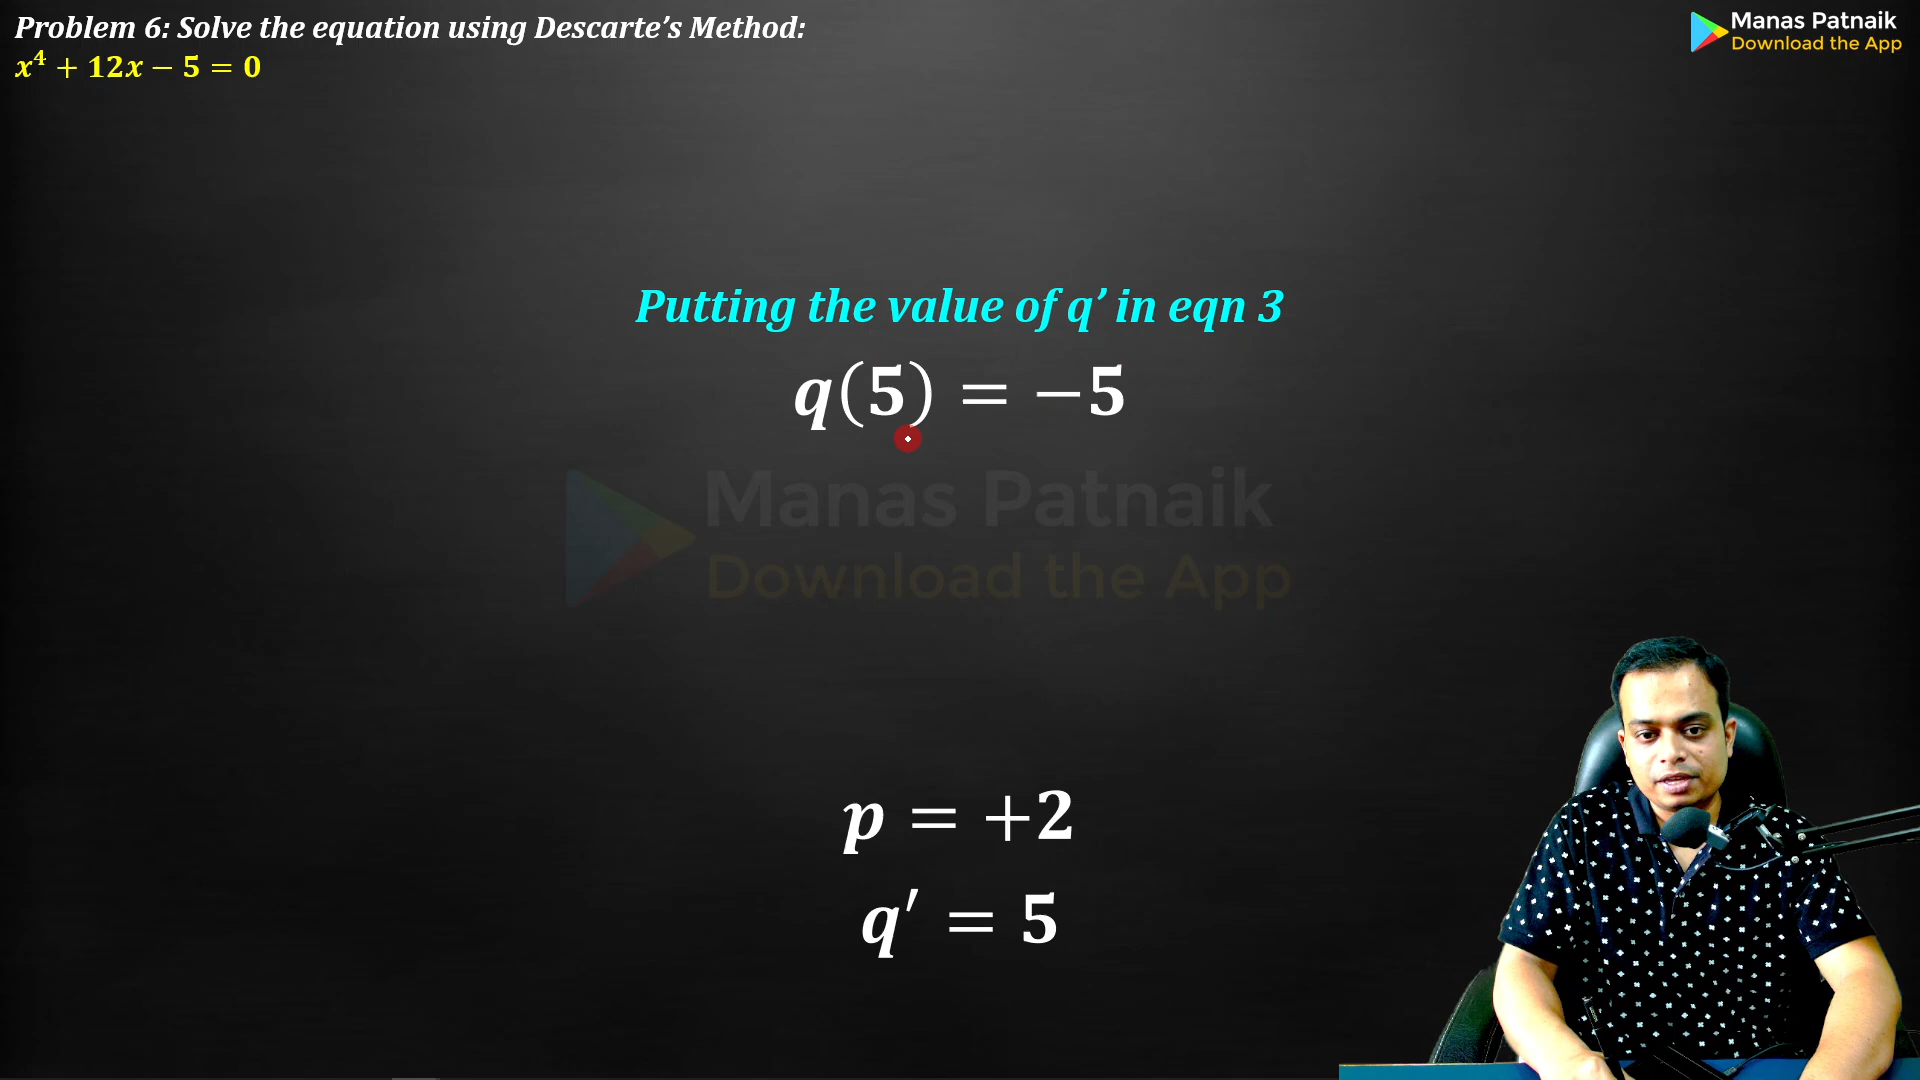 Problem 6: Solve the equation using Descarte’s Method:
x⁴ + 12x − 5 = 0
Manas Patnaik
Download the App
Putting the value of q’ in eqn 3
q(5) = −5
Manas Patnaik
Download the App
p = +2
q′ = 5